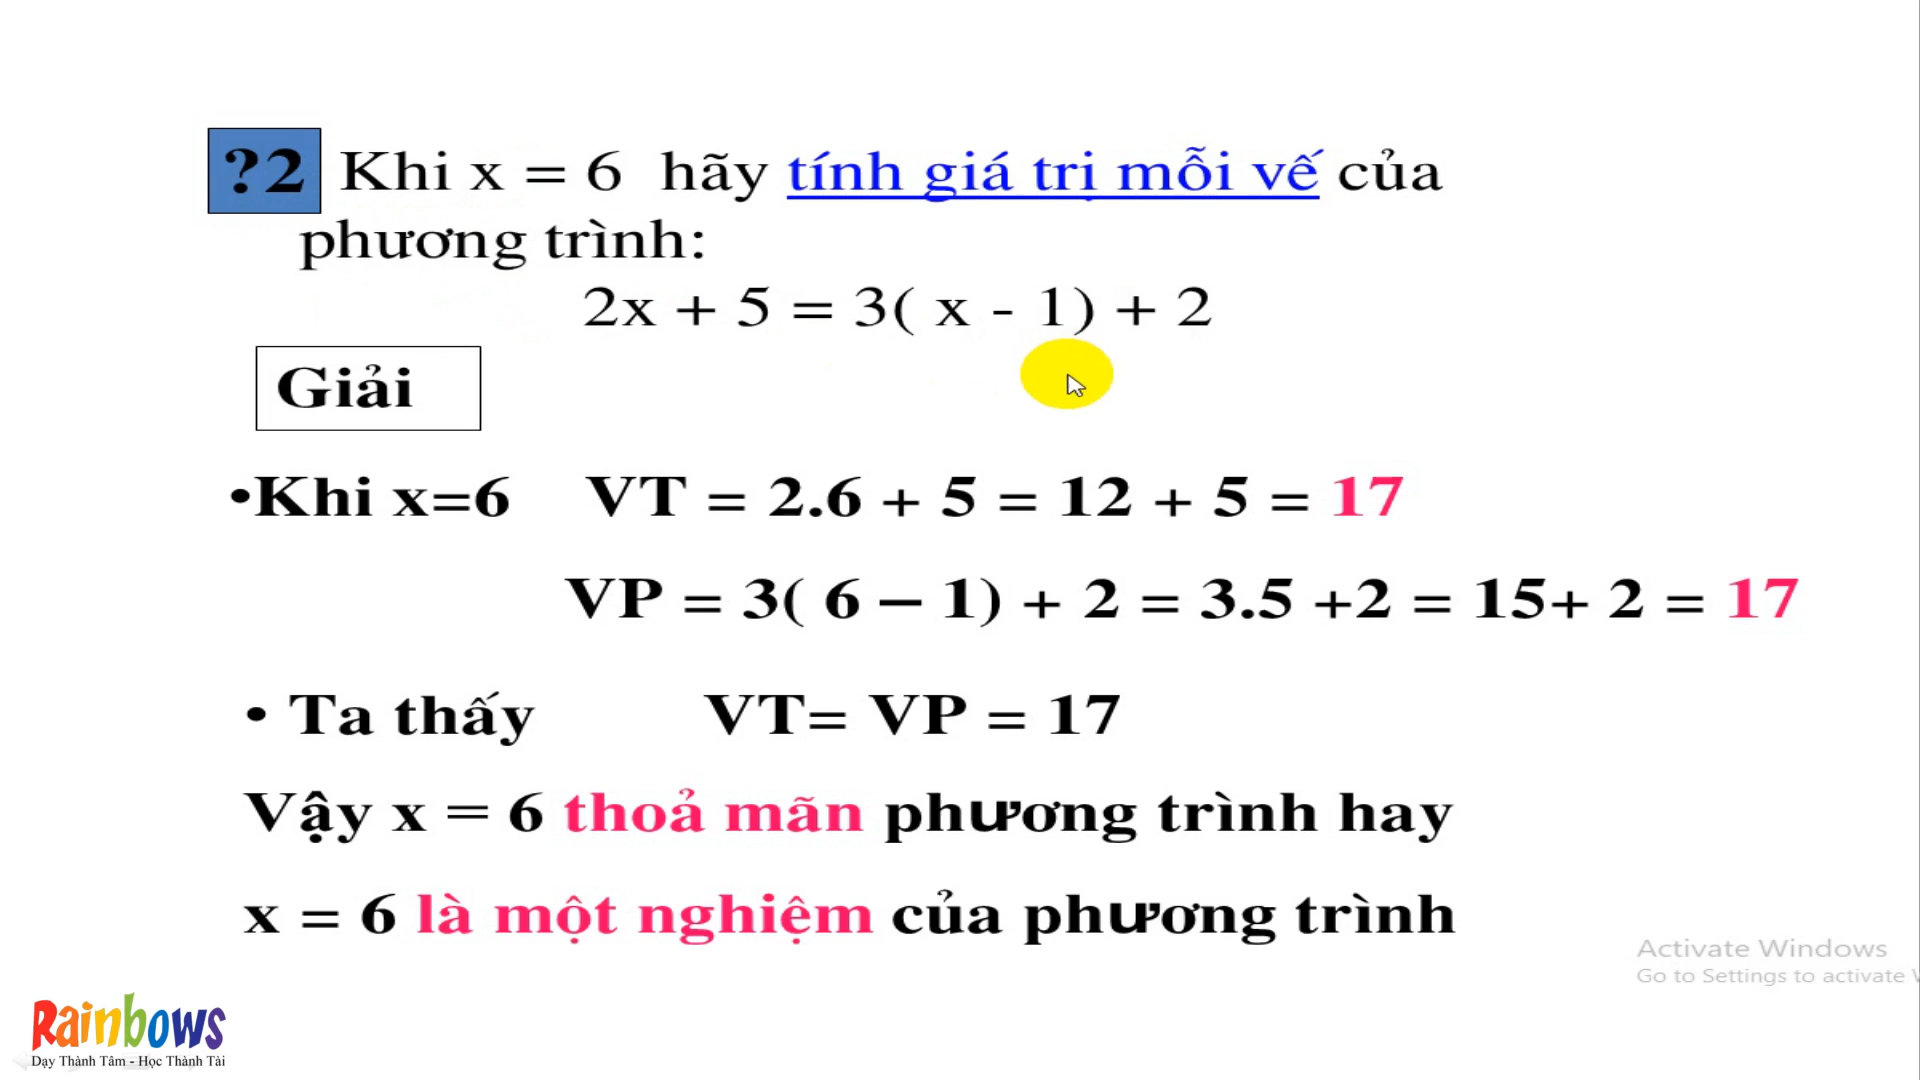 ?2 Khi x = 6 hãy tính giá trị mỗi vế của
phương trình:
2x + 5 = 3( x - 1) + 2
Giải
•Khi x=6 VT = 2.6 + 5 = 12 + 5 = 17
VP = 3( 6 – 1) + 2 = 3.5 +2 = 15+ 2 = 17
• Ta thấy VT= VP = 17
Vậy x = 6 thoả mãn phương trình hay
x = 6 là một nghiệm của phương trình
Activate Windows
Go to Settings to activate
Rainbows
Dạy Thành Tâm - Học Thành Tài